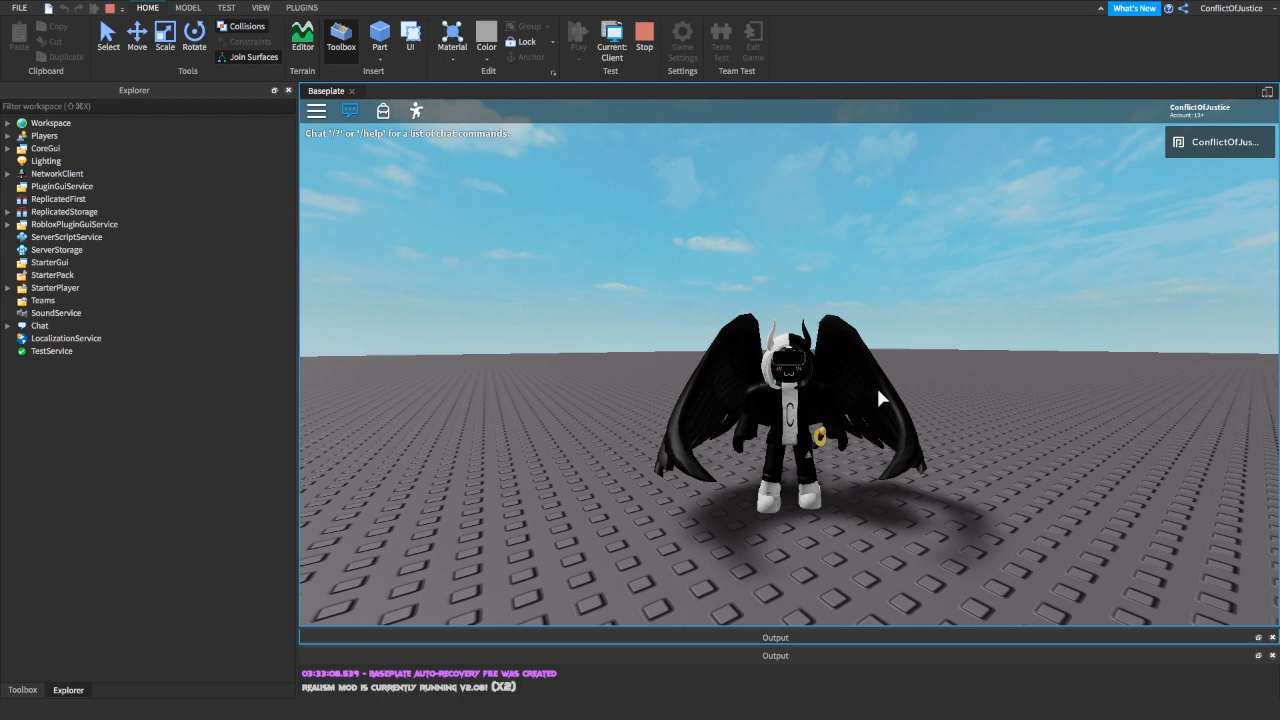 FILE
HOME
MODEL
TEST
VIEW
PLUGINS
What's New
ConflictOfJustice
Paste
Copy
Cut
Duplicate
Clipboard
Select
Move
Scale
Rotate
Collisions
Constraints
Join Surfaces
Tools
Editor
Terrain
Toolbox
Part
UI
Insert
Material
Color
Group
Lock
Anchor
Edit
Play
Current:
Client
Stop
Test
Game
Settings
Settings
Team
Test
Exit
Game
Team Test
Explorer
Filter workspace (⇧⌘X)
Workspace
Players
CoreGui
Lighting
NetworkClient
PluginGuiService
ReplicatedFirst
ReplicatedStorage
RobloxPluginGuiService
ServerScriptService
ServerStorage
StarterGui
StarterPack
StarterPlayer
Teams
SoundService
Chat
LocalizationService
TestService
Toolbox
Explorer
Baseplate
Chat '/?' or '/help' for a list of chat commands.
ConflictOfJustice
Account: 13+
ConflictOfJus...
C
Output
Output
03:33:08.539 - BASEPLATE AUTO-RECOVERY FILE WAS CREATED
REALISM MOD IS CURRENTLY RUNNING V2.08! (X2)